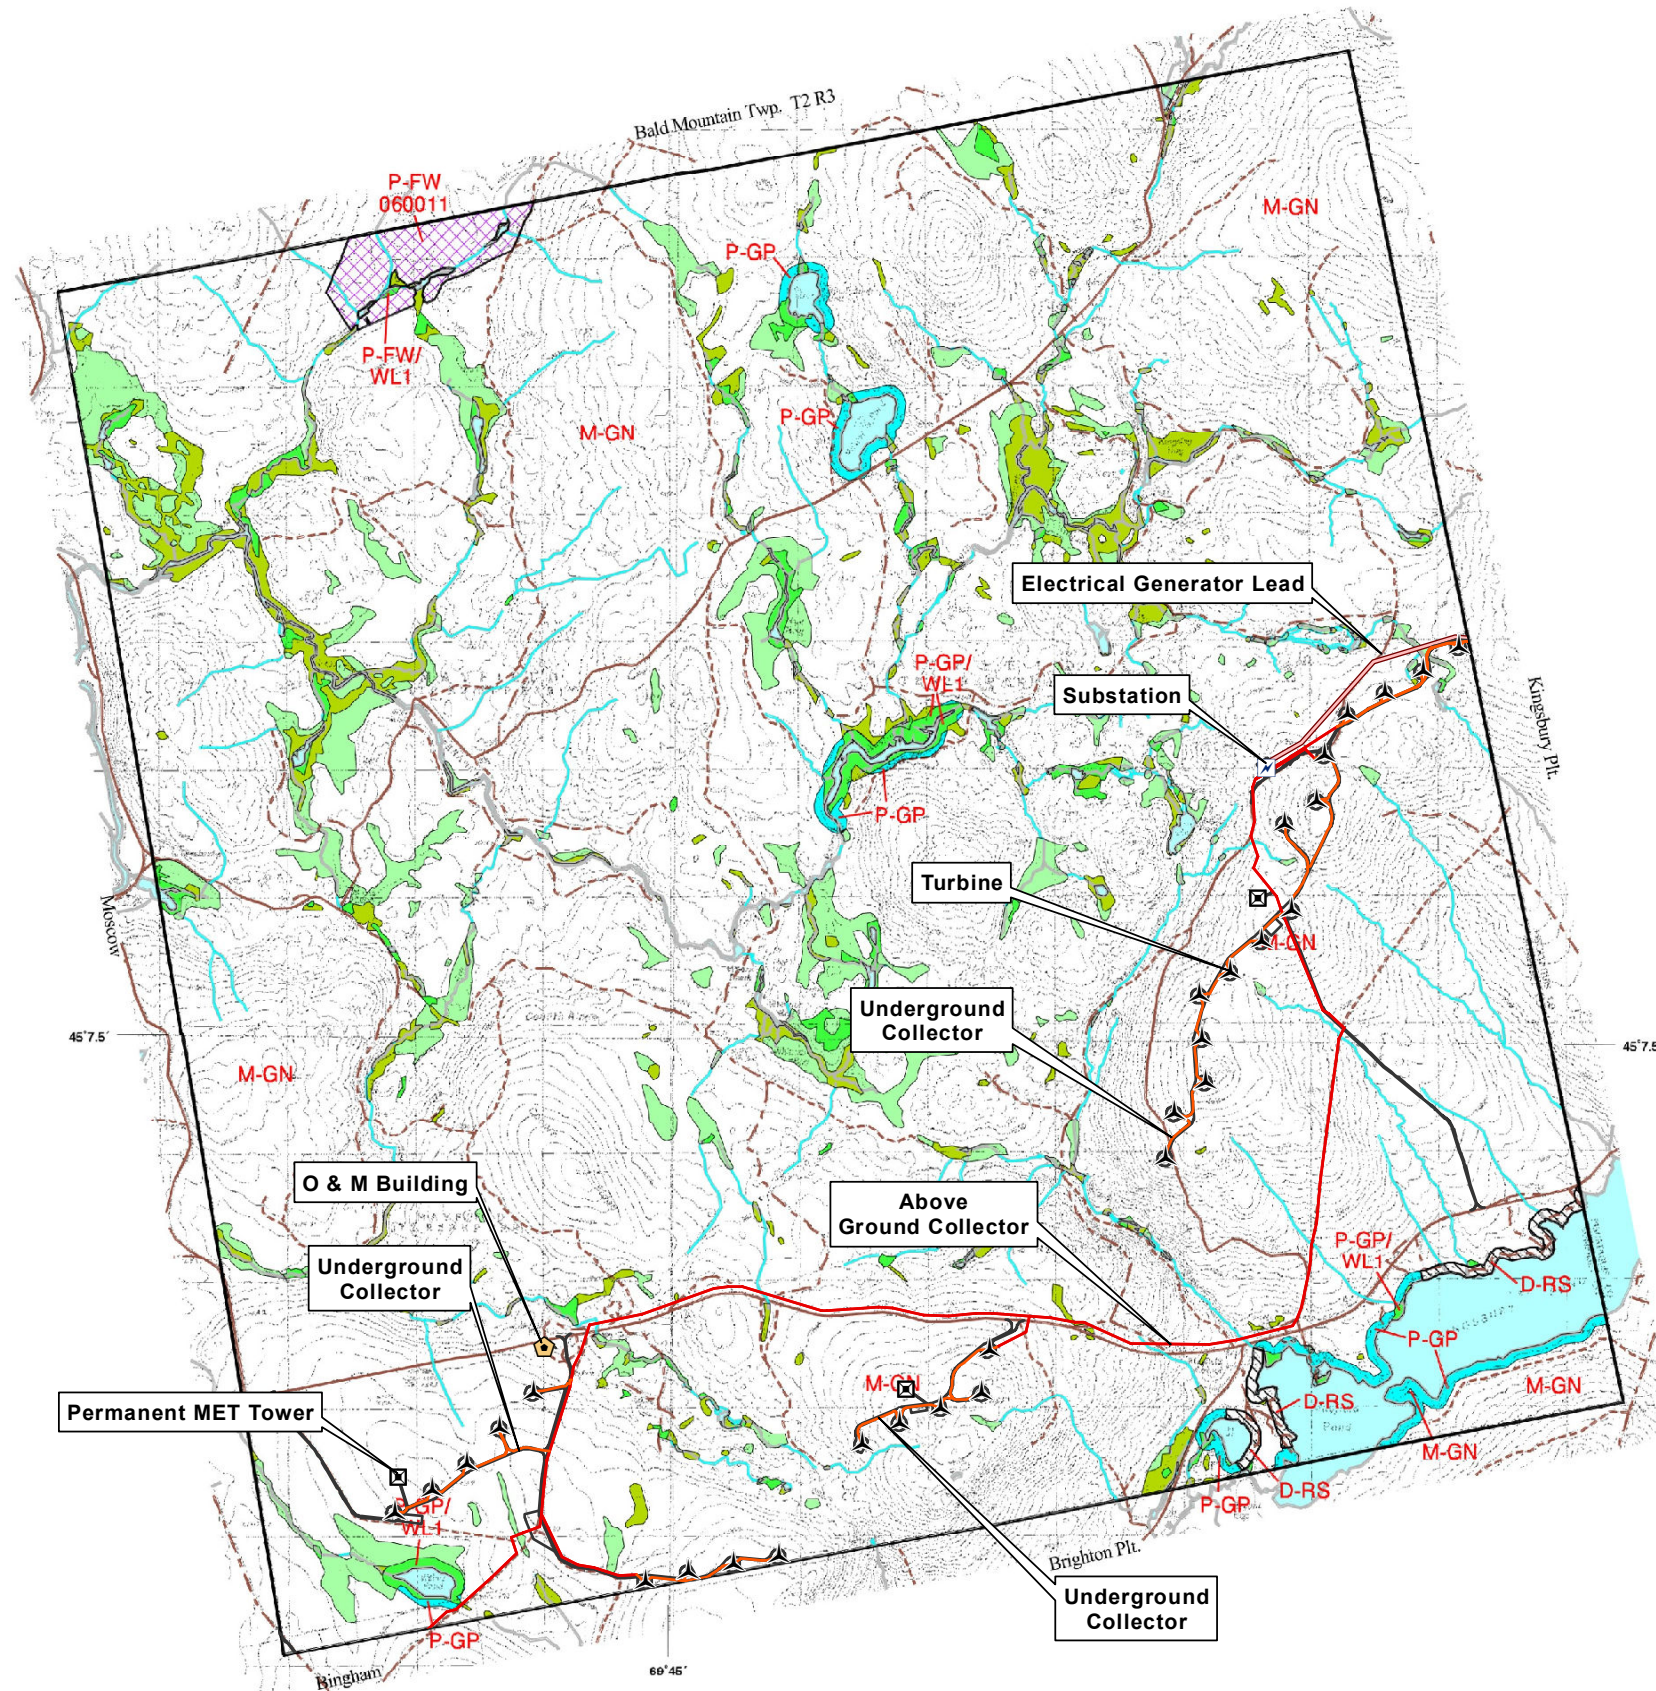 Bald Mountain Twp. T2 R3
P-FW
060011
M-GN
P-GP
P-FW/
WL1
P-GP
M-GN
Electrical Generator Lead
P-GP/
WL1
Substation
Kingsbury Plt.
P-GP
Turbine
Moscow
M-GN
Underground
Collector
45°7.5´
45°7.5
M-GN
O & M Building
Above
Ground Collector
Underground
Collector
P-GP/
WL1
D-RS
P-GP
M-GN
M-GN
D-RS
Permanent MET Tower
M-GN
P-GP/
WL1
P-GP
D-RS
Brighton Plt.
Underground
Collector
P-GP
Bingham
69°45´